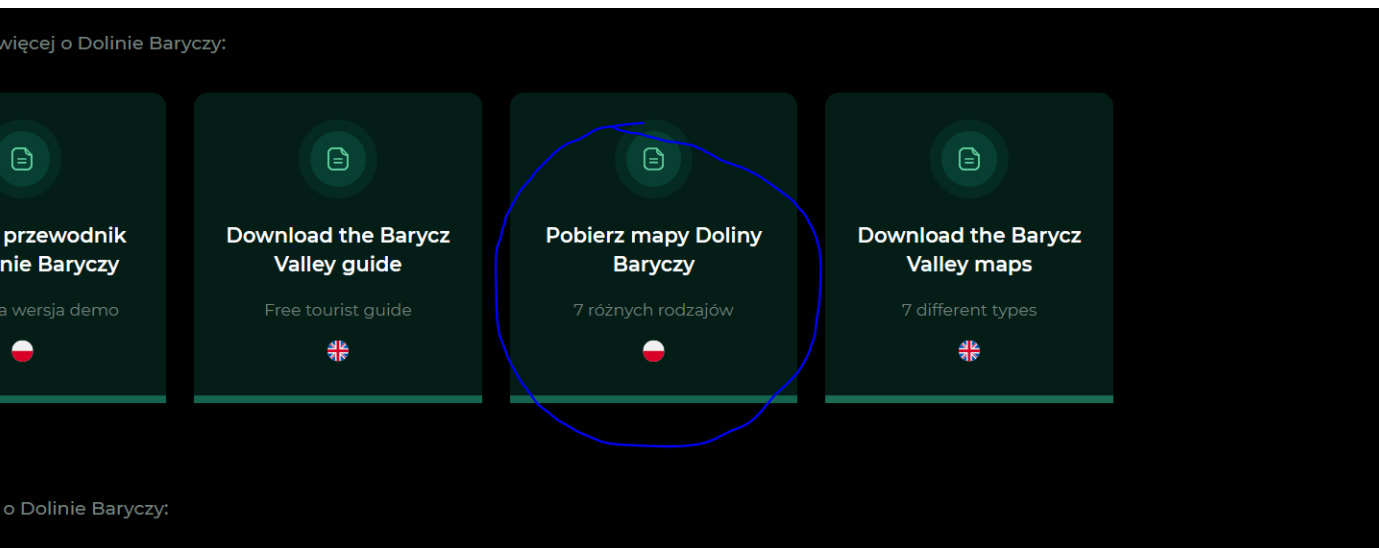 więcej o Dolinie Baryczy:
przewodnik
nie Baryczy
a wersja demo
Download the Barycz
Valley guide
Free tourist guide
Pobierz mapy Doliny
Baryczy
7 różnych rodzajów
Download the Barycz
Valley maps
7 different types
o Dolinie Baryczy: